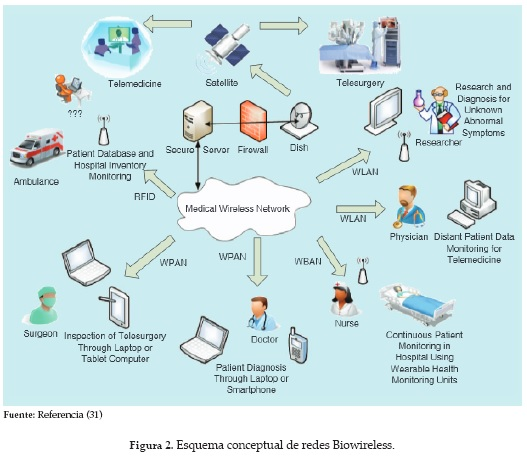 Telemedicine
Satellite
Telesurgery
???
Research and
Diagnosis for
Unknown
Abnormal
Symptoms
Researcher
Secure Server
Firewall
Dish
Ambulance
Patient Database and
Hospital Inventory
Monitoring
RFID
WLAN
Medical Wireless Network
WLAN
Physician
Distant Patient Data
Monitoring for
Telemedicine
WPAN
WPAN
WBAN
Surgeon
Inspection of Telesurgery
Through Laptop or
Tablet Computer
Doctor
Patient Diagnosis
Through Laptop or
Smartphone
Nurse
Continuous Patient
Monitoring in
Hospital Using
Wearable Health
Monitoring Units
Fuente: Referencia (31)
Figura 2. Esquema conceptual de redes Biowireless.